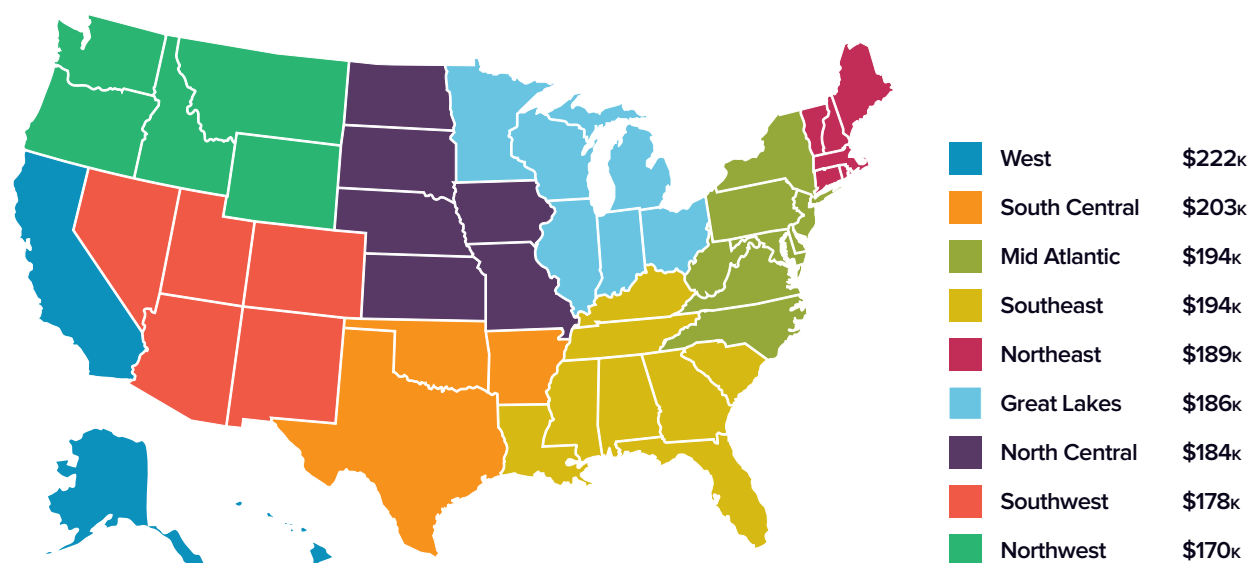 West $222K
South Central $203K
Mid Atlantic $194K
Southeast $194K
Northeast $189K
Great Lakes $186K
North Central $184K
Southwest $178K
Northwest $170K